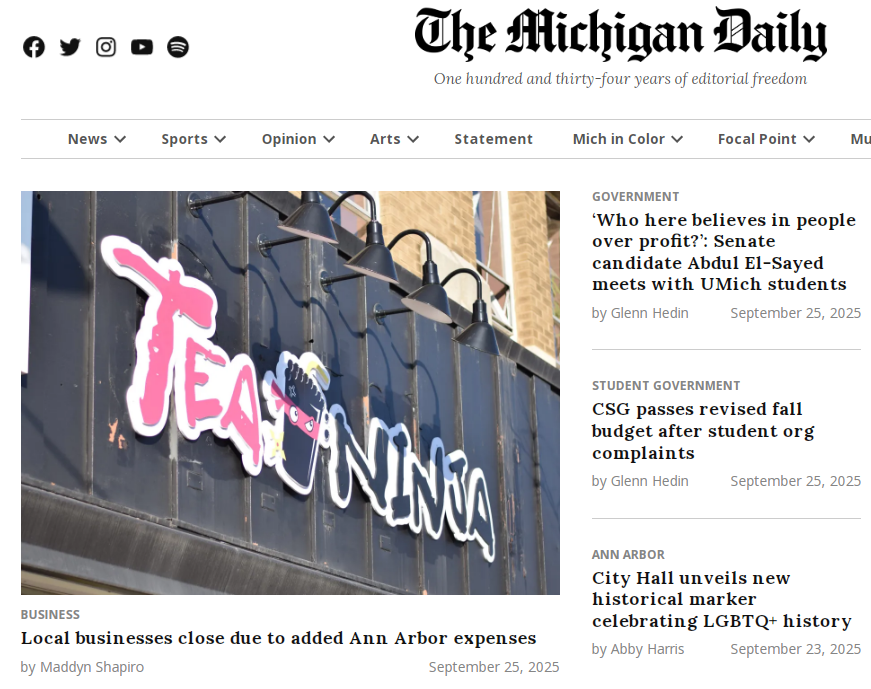 The Michigan Daily
One hundred and thirty-four years of editorial freedom
News Sports Opinion Arts Statement Mich in Color Focal Point Mu
TEA NINJA
BUSINESS
Local businesses close due to added Ann Arbor expenses
by Maddyn Shapiro September 25, 2025
GOVERNMENT
‘Who here believes in people
over profit?’: Senate
candidate Abdul El-Sayed
meets with UMich students
by Glenn Hedin September 25, 2025
STUDENT GOVERNMENT
CSG passes revised fall
budget after student org
complaints
by Glenn Hedin September 25, 2025
ANN ARBOR
City Hall unveils new
historical marker
celebrating LGBTQ+ history
by Abby Harris September 23, 2025